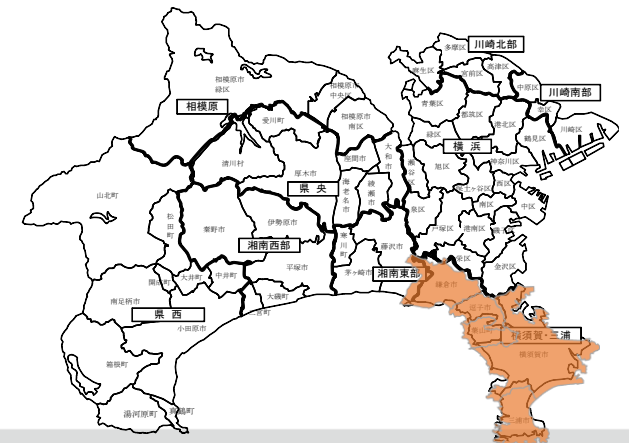 多摩区
川崎北部
麻生区
宮前区
高津区
中原区
川崎南部
幸区
川崎区
相模原市
緑区
相模原市
中央区
相模原
愛川町
相模原市
南区
青葉区
都筑区
港北区
鶴見区
緑区
大和市
座間市
瀬谷区
旭区
横浜
神奈川区
清川村
厚木市
県央
海老名市
綾瀬市
保土ヶ谷区
西区
中区
南区
泉区
戸塚区
港南区
磯子区
山北町
松田町
秦野市
伊勢原市
湘南西部
寒川町
藤沢市
栄区
金沢区
平塚市
茅ヶ崎市
湘南東部
鎌倉市
開成町
大井町
中井町
大磯町
二宮町
南足柄市
県西
小田原市
逗子市
葉山町
横須賀・三浦
横須賀市
箱根町
湯河原町
真鶴町
三浦市